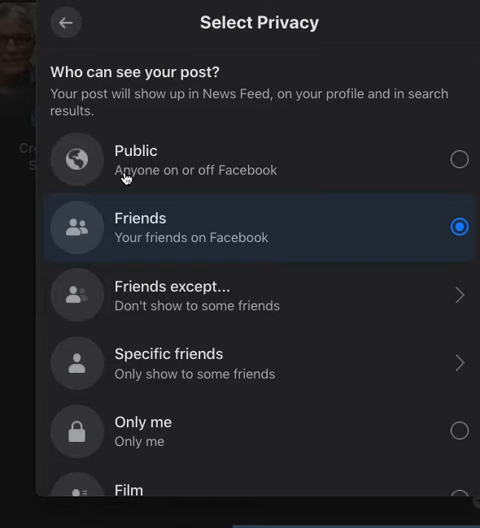 Select Privacy
Who can see your post?
Your post will show up in News Feed, on your profile and in search
results.
Public
Anyone on or off Facebook
Friends
Your friends on Facebook
Friends except...
Don't show to some friends
Specific friends
Only show to some friends
Only me
Only me
Film